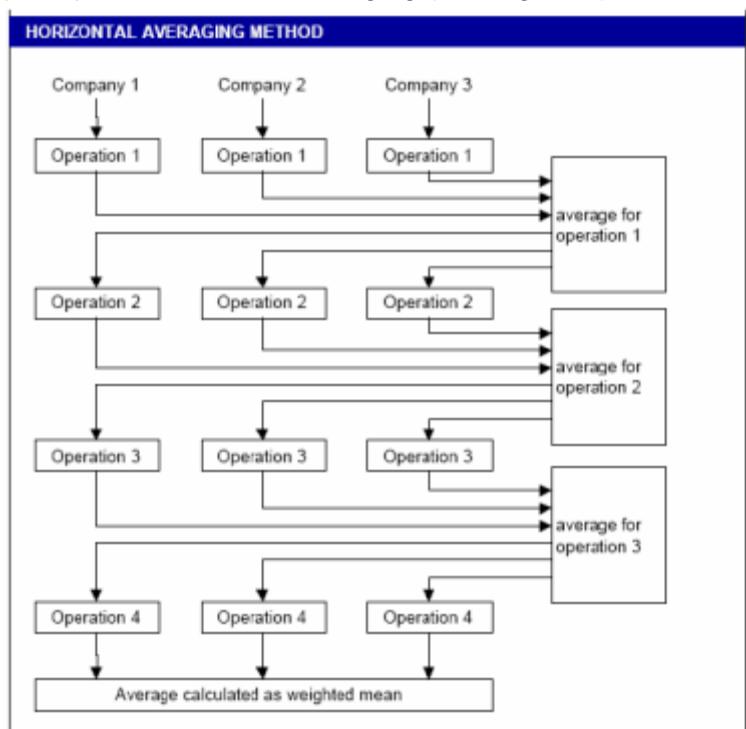 HORIZONTAL AVERAGING METHOD
Company 1 Company 2 Company 3
Operation 1 Operation 1 Operation 1
average for
operation 1
Operation 2 Operation 2 Operation 2
average for
operation 2
Operation 3 Operation 3 Operation 3
average for
operation 3
Operation 4 Operation 4 Operation 4
Average calculated as weighted mean